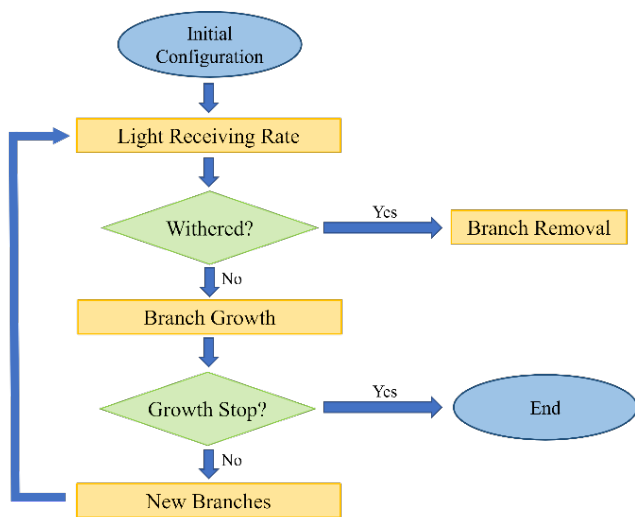 Initial
Configuration
Light Receiving Rate
Withered?
Yes
Branch Removal
No
Branch Growth
Growth Stop?
Yes
End
No
New Branches